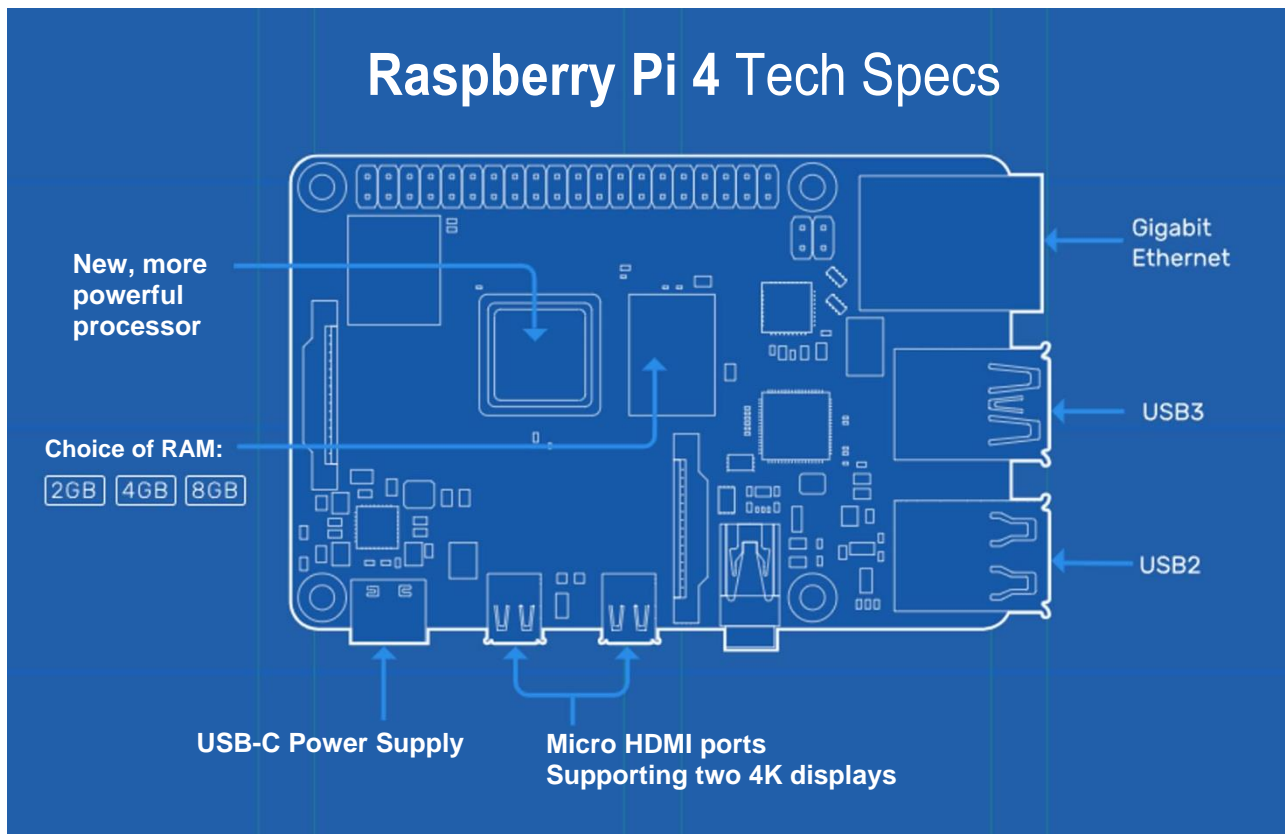 Raspberry Pi 4 Tech Specs
New, more
powerful
processor
Choice of RAM:
2GB 4GB 8GB
Gigabit
Ethernet
USB3
USB2
USB-C Power Supply
Micro HDMI ports
Supporting two 4K displays